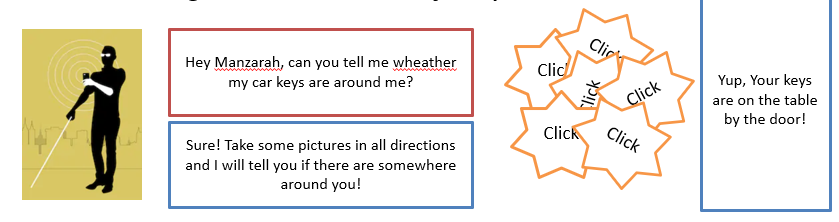 Hey Manzarah, can you tell me wheather
my car keys are around me?
Sure! Take some pictures in all directions
and I will tell you if there are somewhere
around you!
Click
Click
Click
Click
Click
Click
Yup, Your keys
are on the table
by the door!